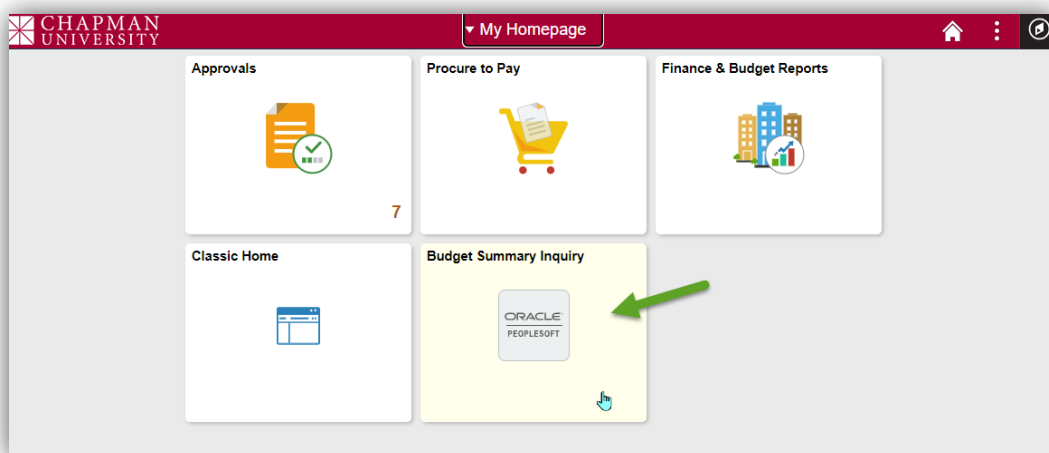 CHAPMAN
UNIVERSITY
My Homepage
Approvals
Procure to Pay
Finance & Budget Reports
7
Classic Home
Budget Summary Inquiry
ORACLE
PEOPLESOFT